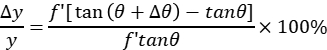 Δy/y = f'[tan (θ + Δθ) − tanθ]/f'tanθ × 100%